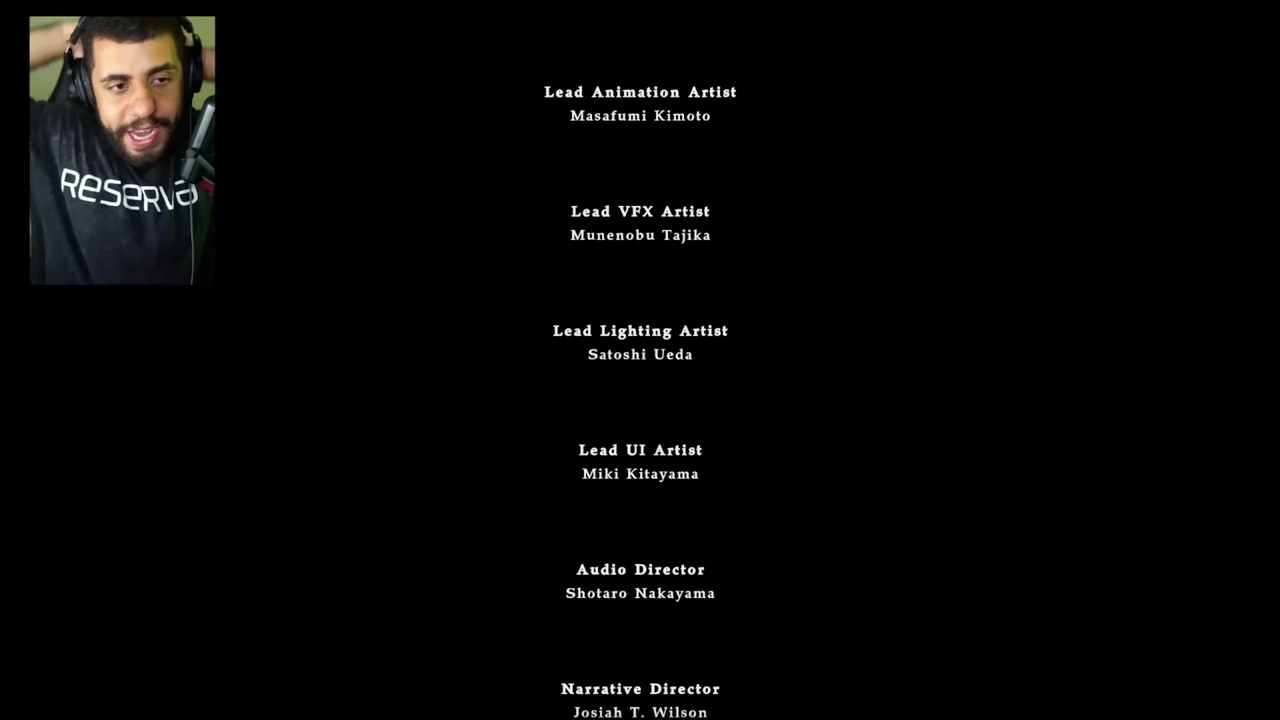 RESERVA
Lead Animation Artist
Masafumi Kimoto
Lead VFX Artist
Munenobu Tajika
Lead Lighting Artist
Satoshi Ueda
Lead UI Artist
Miki Kitayama
Audio Director
Shotaro Nakayama
Narrative Director
Josiah T. Wilson